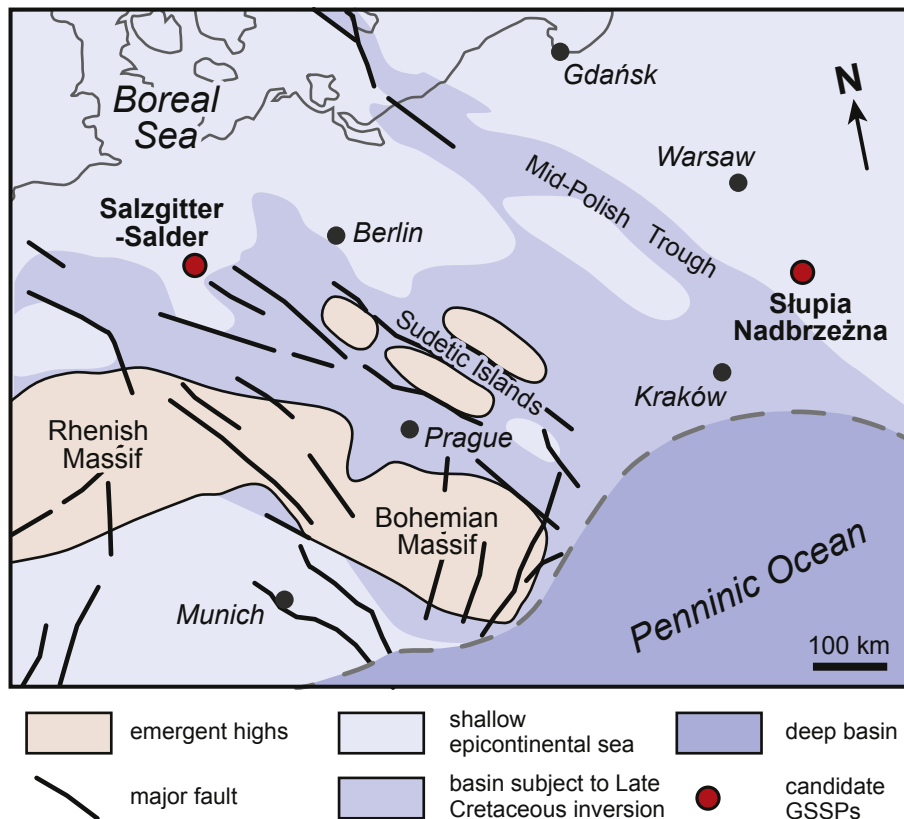 Gdańsk
Boreal
Sea
N
Warsaw
Mid-Polish Trough
Salzgitter
-Salder
Berlin
Słupia
Nadbrzeżna
Sudetic Islands
Kraków
Prague
Rhenish
Massif
Bohemian
Massif
Penninic Ocean
Munich
100 km
emergent highs
shallow
epicontinental sea
deep basin
major fault
basin subject to Late
Cretaceous inversion
candidate
GSSPs